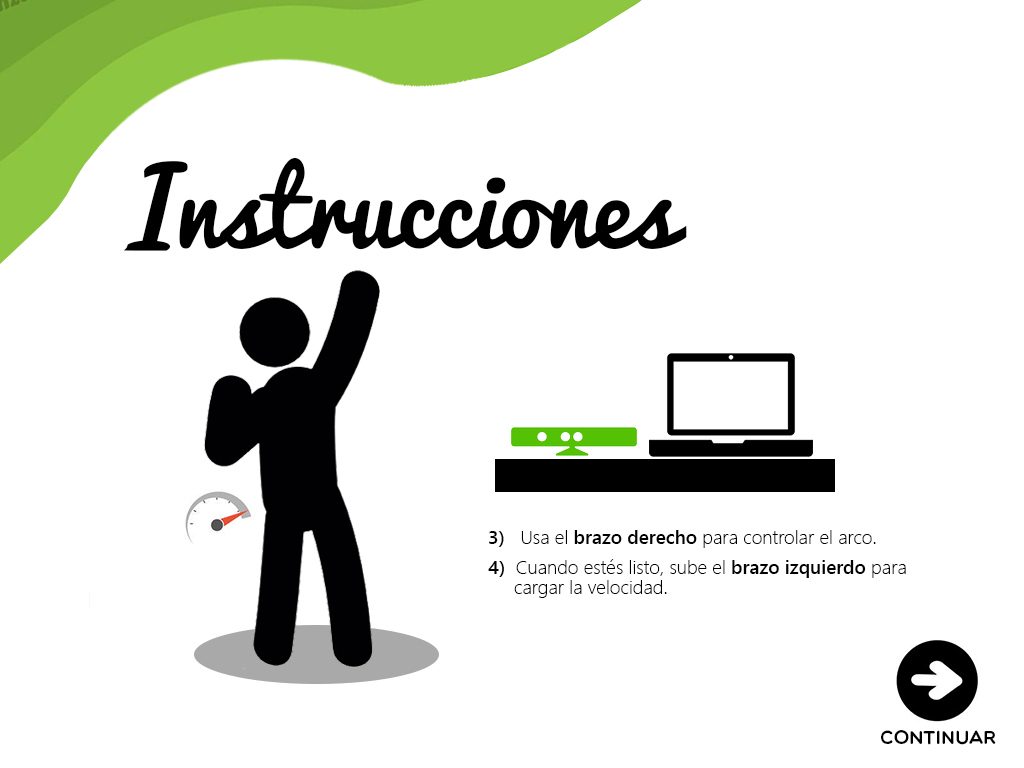 Instrucciones
3) Usa el brazo derecho para controlar el arco.
4) Cuando estés listo, sube el brazo izquierdo para
cargar la velocidad.
CONTINUAR